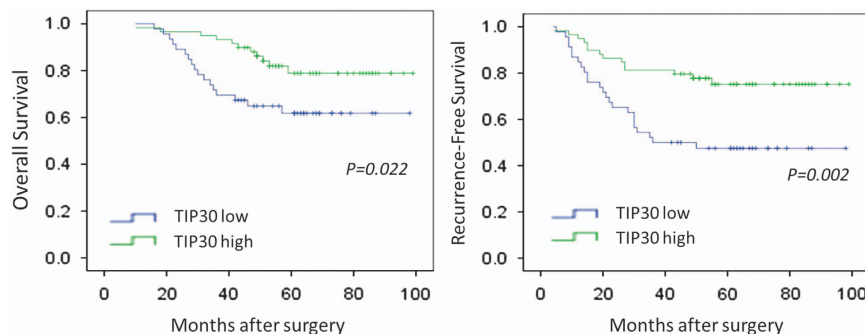 Overall Survival
1.0
0.8
0.6
0.4
0.2
0.0
P=0.022
TIP30 low
TIP30 high
0 20 40 60 80 100
Months after surgery
Recurrence-Free Survival
1.0
0.8
0.6
0.4
0.2
0.0
P=0.002
TIP30 low
TIP30 high
0 20 40 60 80 100
Months after surgery